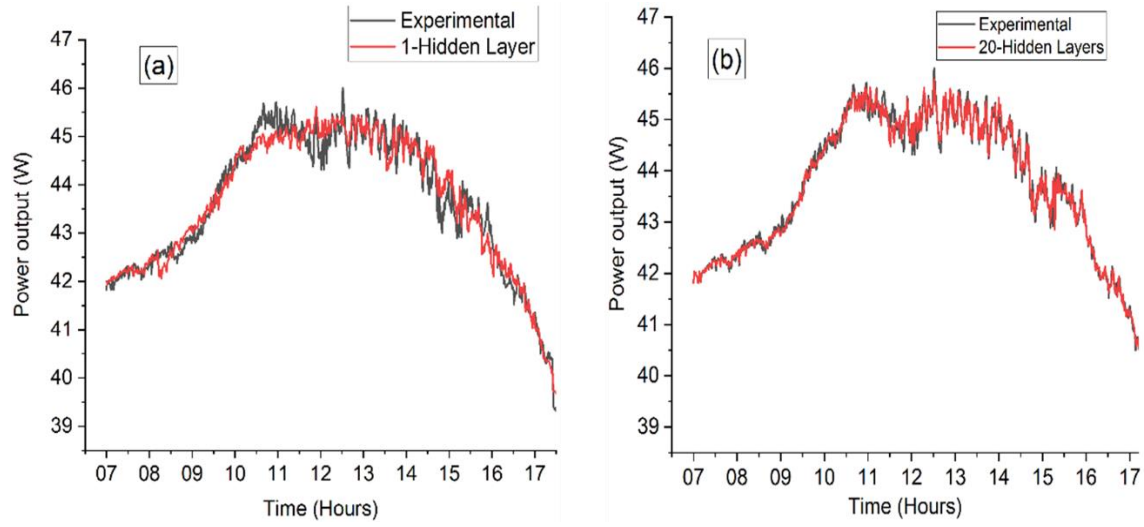 (a)
Experimental
1-Hidden Layer
47
46
45
44
43
42
41
40
39
Power output (W)
07 08 09 10 11 12 13 14 15 16 17
Time (Hours)
(b)
Experimental
20-Hidden Layers
47
46
45
44
43
42
41
40
39
Power output (W)
07 08 09 10 11 12 13 14 15 16 17
Time (Hours)